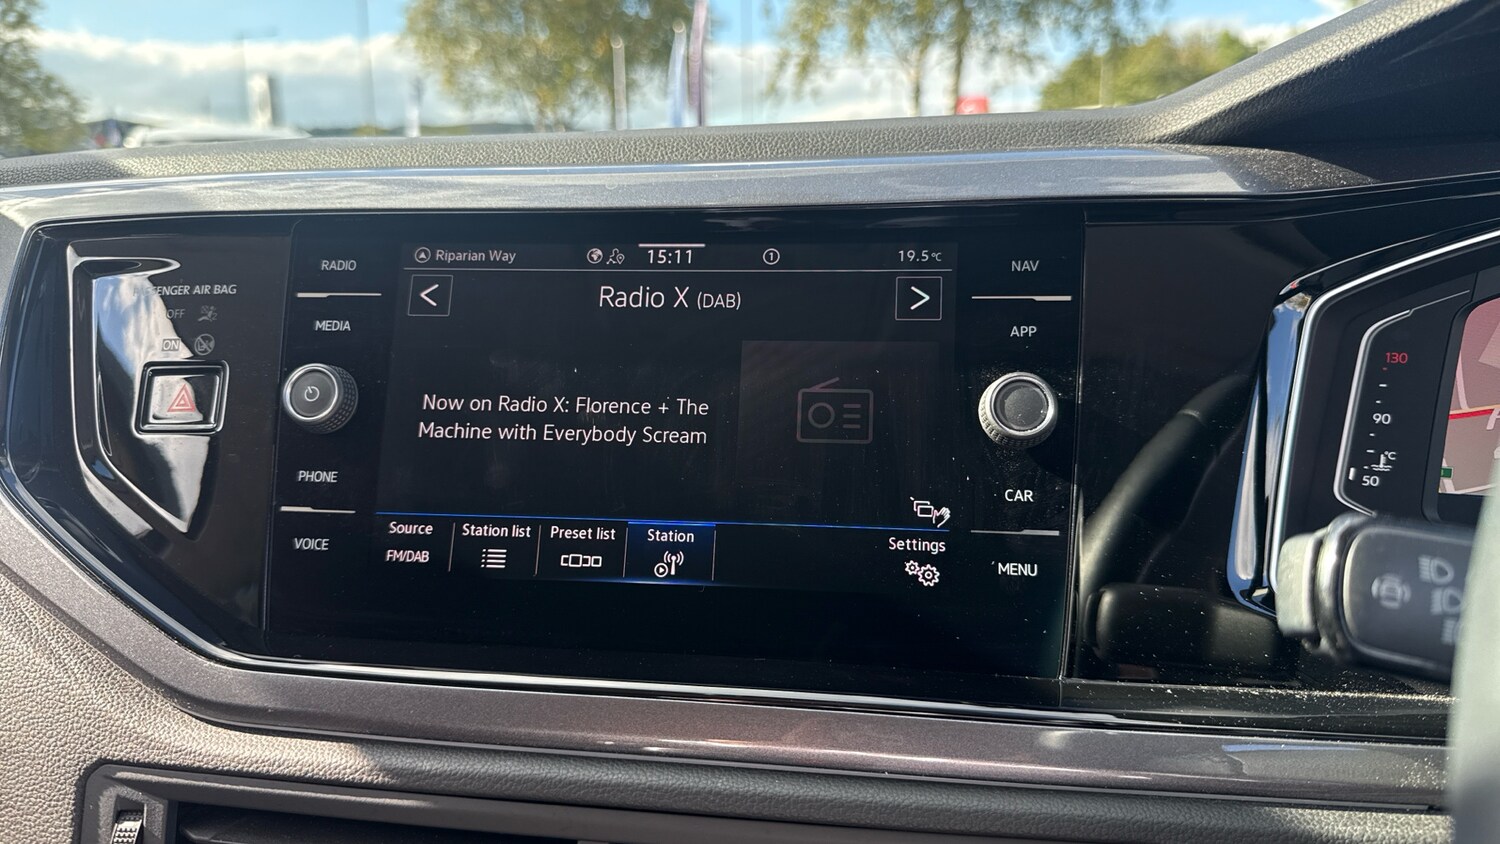 Riparian Way
15:11
1
19.5°C
RADIO
NAV
Radio X (DAB)
PASSENGER AIR BAG
OFF
ON
MEDIA
APP
Now on Radio X: Florence + The
Machine with Everybody Scream
PHONE
CAR
VOICE
MENU
Source
FM/DAB
Station list
Preset list
Station
Settings
130
90
°C
50